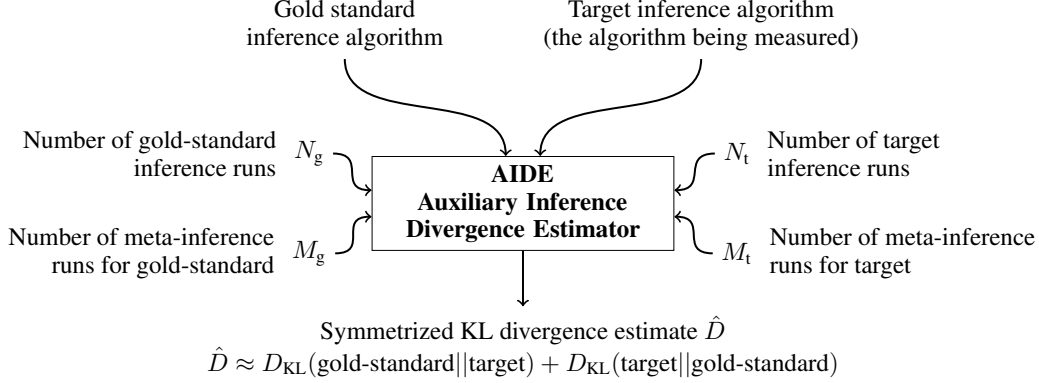 Gold standard
inference algorithm
Target inference algorithm
(the algorithm being measured)
Number of gold-standard
inference runs
N_g
N_t
Number of target
inference runs
AIDE
Auxiliary Inference
Divergence Estimator
Number of meta-inference
runs for gold-standard
M_g
M_t
Number of meta-inference
runs for target
Symmetrized KL divergence estimate D̂
D̂ ≈ D_KL(gold-standard||target) + D_KL(target||gold-standard)